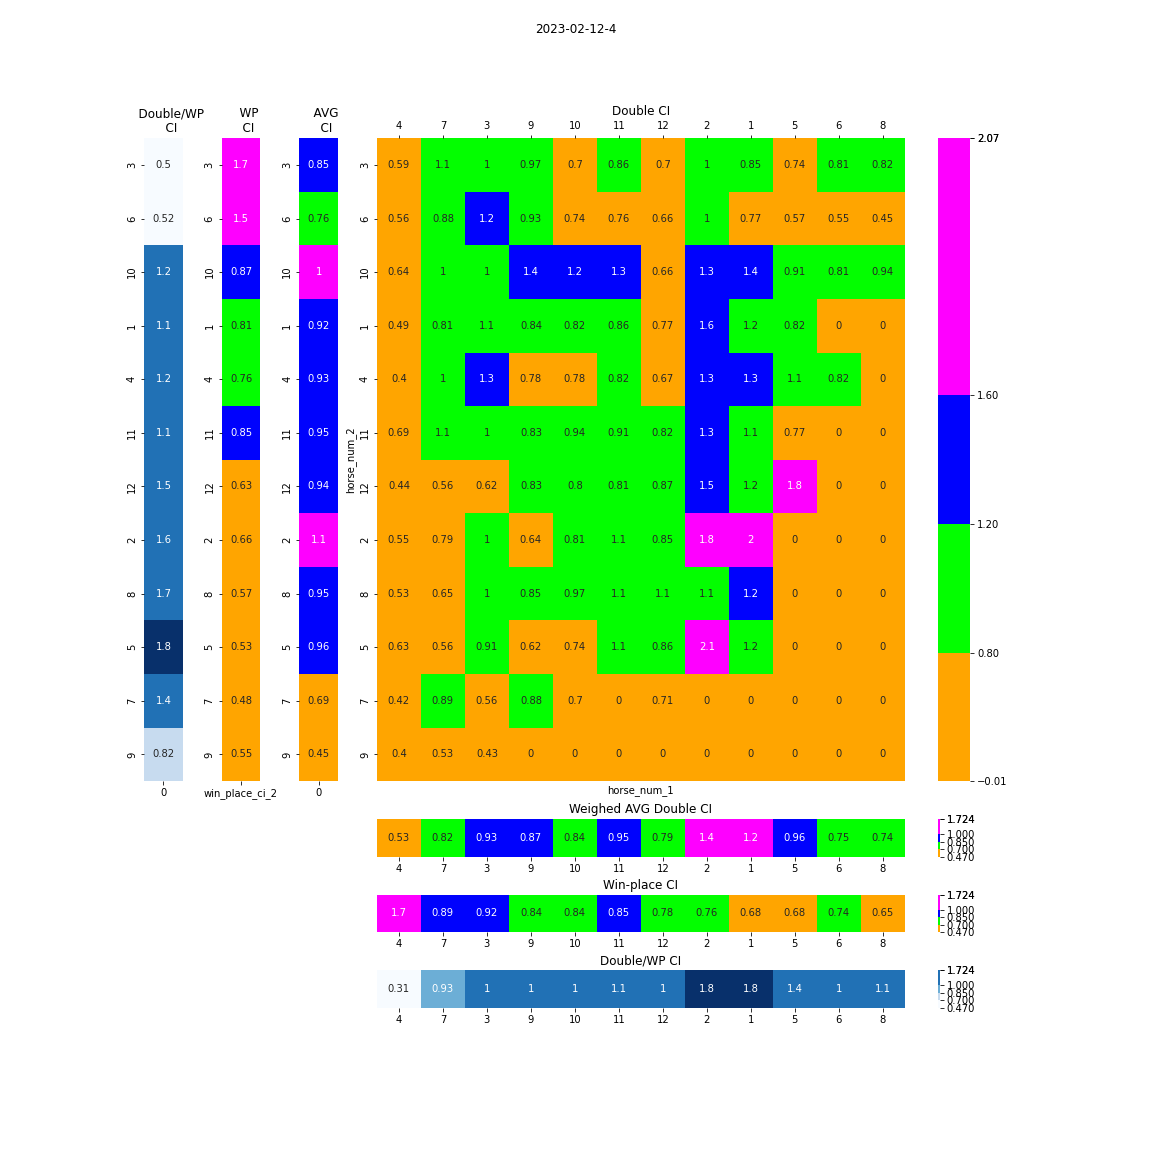 2023-02-12-4
Double/WP CI
WP CI
AVG CI
Double CI
4 7 3 9 10 11 12 2 1 5 6 8
3 0.5 3 1.7 3 0.85 3 0.59 1.1 1 0.97 0.7 0.86 0.7 1 0.85 0.74 0.81 0.82
6 0.52 6 1.5 6 0.76 6 0.56 0.88 1.2 0.93 0.74 0.76 0.66 1 0.77 0.57 0.55 0.45
10 1.2 10 0.87 10 1 10 0.64 1 1 1.4 1.2 1.3 0.66 1.3 1.4 0.91 0.81 0.94
1 1.1 1 0.81 1 0.92 1 0.49 0.81 1.1 0.84 0.82 0.86 0.77 1.6 1.2 0.82 0 0
4 1.2 4 0.76 4 0.93 4 0.4 1 1.3 0.78 0.78 0.82 0.67 1.3 1.3 1.1 0.82 0
11 1.1 11 0.85 11 0.95 11 0.69 1.1 1 0.83 0.94 0.91 0.82 1.3 1.1 0.77 0 0
horse_num_2
12 1.5 12 0.63 12 0.94 12 0.44 0.56 0.62 0.83 0.8 0.81 0.87 1.5 1.2 1.8 0 0
2 1.6 2 0.66 2 1.1 2 0.55 0.79 1 0.64 0.81 1.1 0.85 1.8 2 0 0 0
8 1.7 8 0.57 8 0.95 8 0.53 0.65 1 0.85 0.97 1.1 1.1 1.1 1.2 0 0 0
5 1.8 5 0.53 5 0.96 5 0.63 0.56 0.91 0.62 0.74 1.1 0.86 2.1 1.2 0 0 0
7 1.4 7 0.48 7 0.69 7 0.42 0.89 0.56 0.88 0.7 0 0.71 0 0 0 0 0
9 0.82 9 0.55 9 0.45 9 0.4 0.53 0.43 0 0 0 0 0 0 0 0 0
0 win_place_ci_2 0 horse_num_1
2.07
1.60
1.20
0.80
−0.01
Weighed AVG Double CI
0.53 0.82 0.93 0.87 0.84 0.95 0.79 1.4 1.2 0.96 0.75 0.74
4 7 3 9 10 11 12 2 1 5 6 8
1.724
1.000
0.850
0.700
0.470
Win-place CI
1.7 0.89 0.92 0.84 0.84 0.85 0.78 0.76 0.68 0.68 0.74 0.65
4 7 3 9 10 11 12 2 1 5 6 8
1.724
1.000
0.850
0.700
0.470
Double/WP CI
0.31 0.93 1 1 1 1.1 1 1.8 1.8 1.4 1 1.1
4 7 3 9 10 11 12 2 1 5 6 8
1.724
1.000
0.850
0.700
0.470